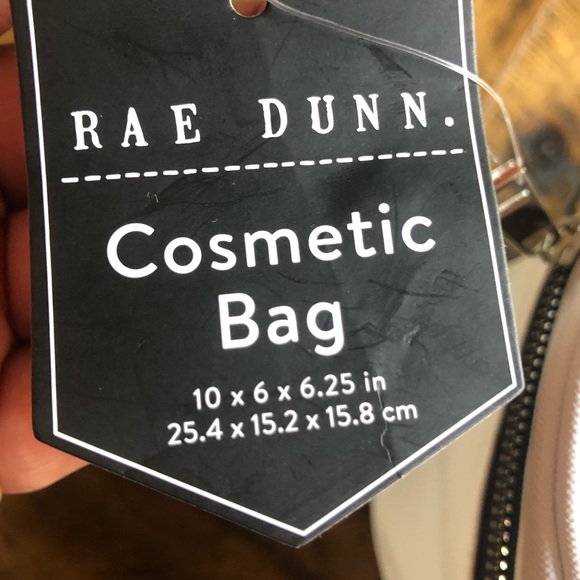 RAE DUNN.
Cosmetic
Bag
10 x 6 x 6.25 in
25.4 x 15.2 x 15.8 cm